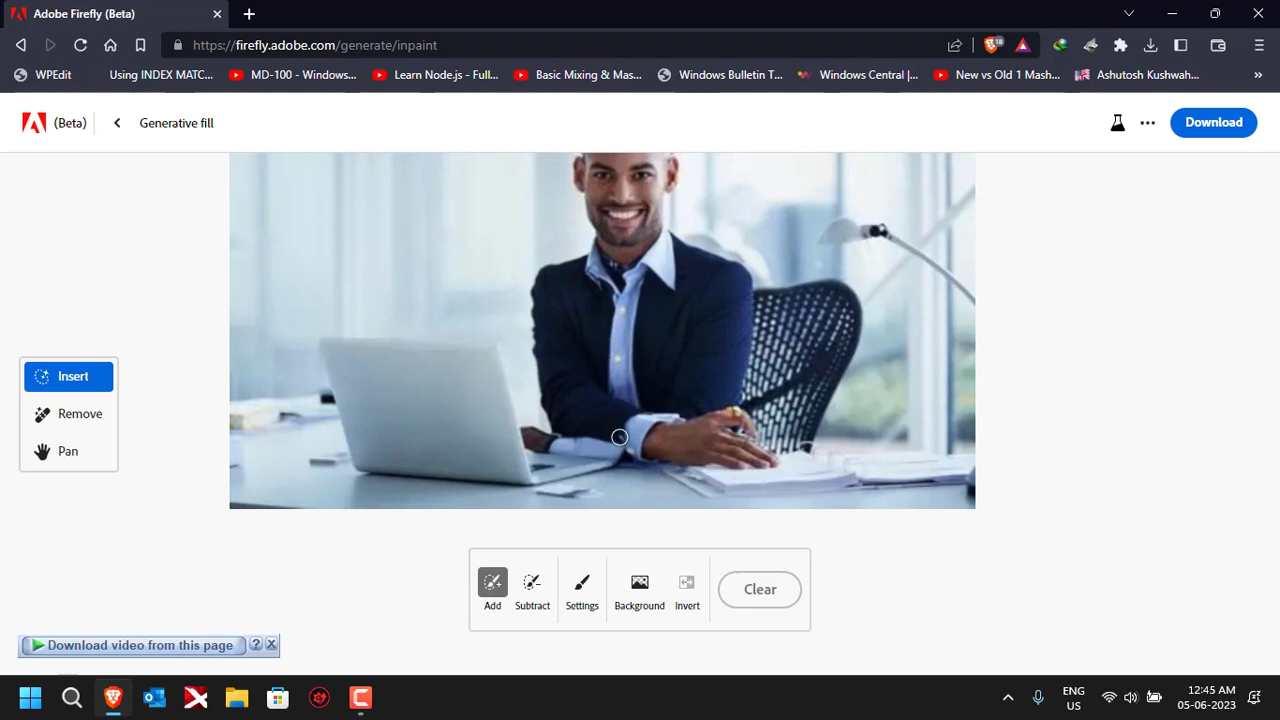 Adobe Firefly (Beta)
https://firefly.adobe.com/generate/inpaint
18
WPEdit
Using INDEX MATC...
MD-100 - Windows...
Learn Node.js - Full...
Basic Mixing & Mas...
Windows Bulletin T...
Windows Central |...
New vs Old 1 Mash...
Ashutosh Kushwah...
»
(Beta)
Generative fill
Download
Insert
Remove
Pan
Add
Subtract
Settings
Background
Invert
Clear
Download video from this page
?
ENG
US
12:45 AM
05-06-2023